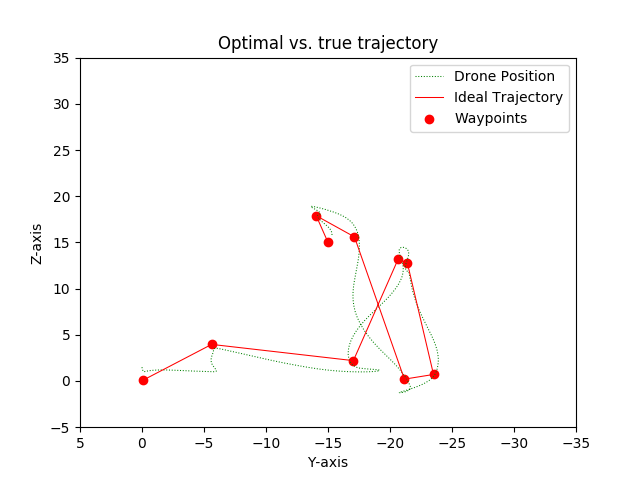 Optimal vs. true trajectory
Drone Position
Ideal Trajectory
Waypoints
Z-axis
35
30
25
20
15
10
5
0
−5
5 0 −5 −10 −15 −20 −25 −30 −35
Y-axis